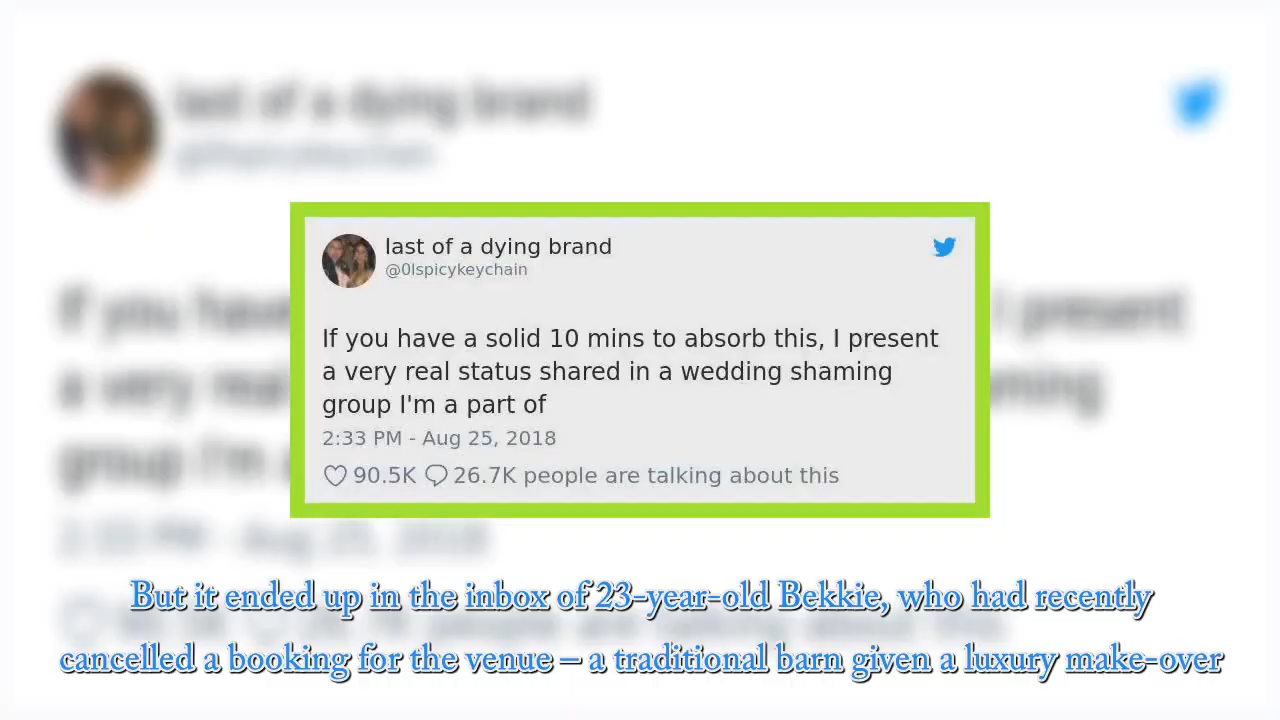 last of a dying brand
@0lspicykeychain
If you have a solid 10 mins to absorb this, I present
a very real status shared in a wedding shaming
group I'm a part of
2:33 PM - Aug 25, 2018
90.5K 26.7K people are talking about this
But it ended up in the inbox of 23-year-old Bekkie, who had recently
cancelled a booking for the venue – a traditional barn given a luxury make-over